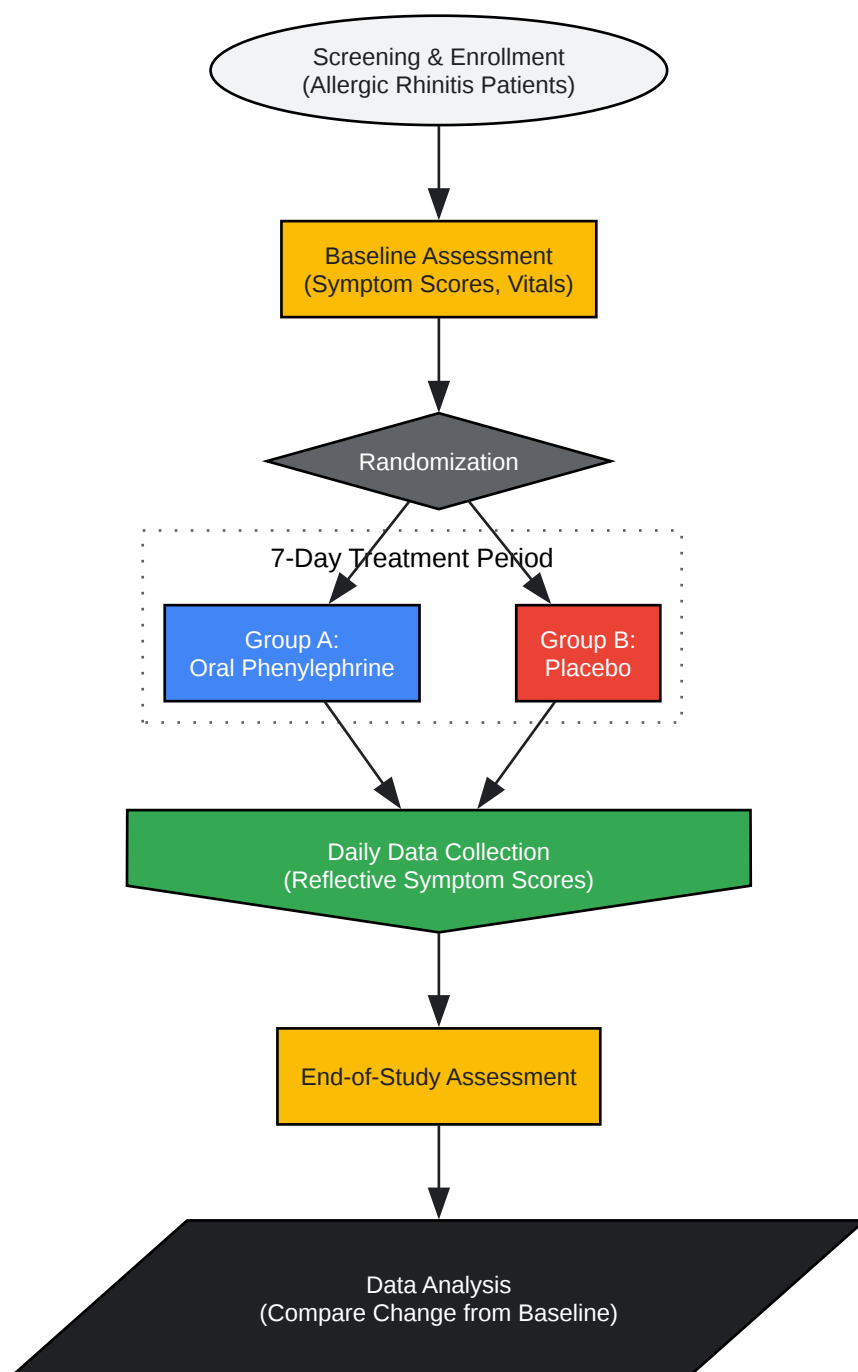 Screening & Enrollment
(Allergic Rhinitis Patients)
Baseline Assessment
(Symptom Scores, Vitals)
Randomization
7-Day Treatment Period
Group A:
Oral Phenylephrine
Group B:
Placebo
Daily Data Collection
(Reflective Symptom Scores)
End-of-Study Assessment
Data Analysis
(Compare Change from Baseline)